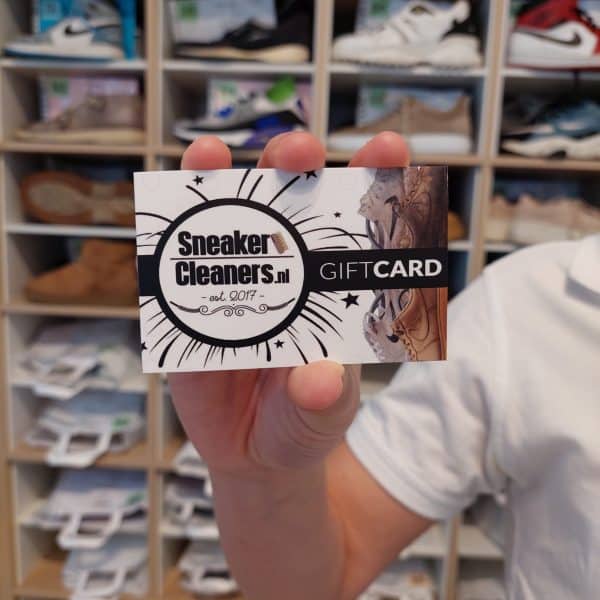 Sneaker
Cleaners.nl
- est. 2017 -
GIFTCARD